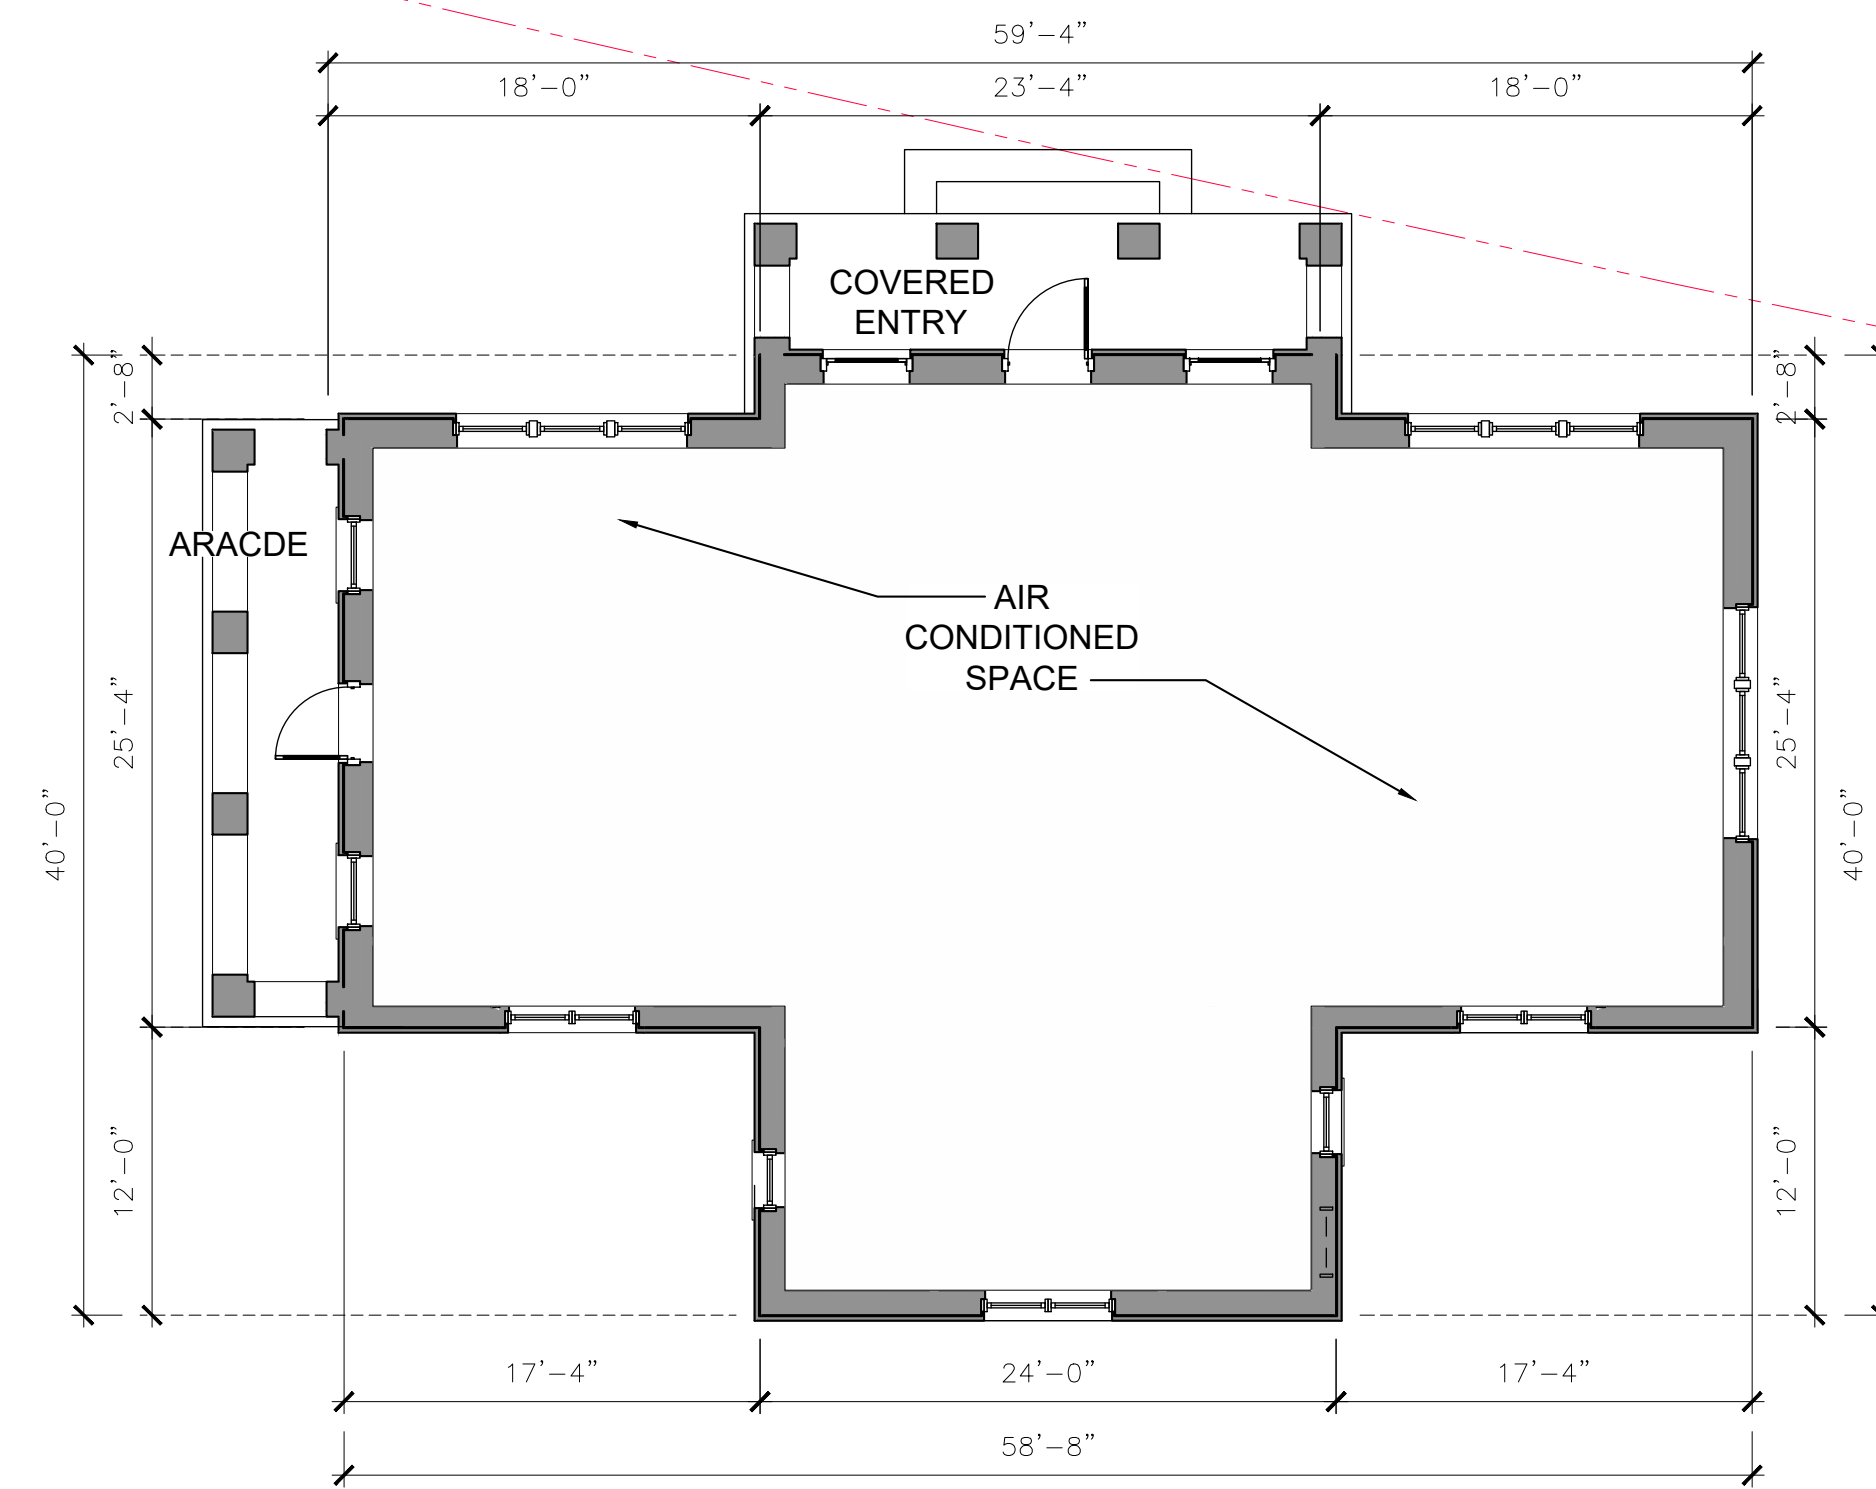 59'-4"
18'-0"
23'-4"
18'-0"
COVERED
ENTRY
2'-8"
2'-8"
ARACDE
AIR
CONDITIONED
SPACE
25'-4"
25'-4"
40'-0"
40'-0"
12'-0"
12'-0"
17'-4"
24'-0"
17'-4"
58'-8"